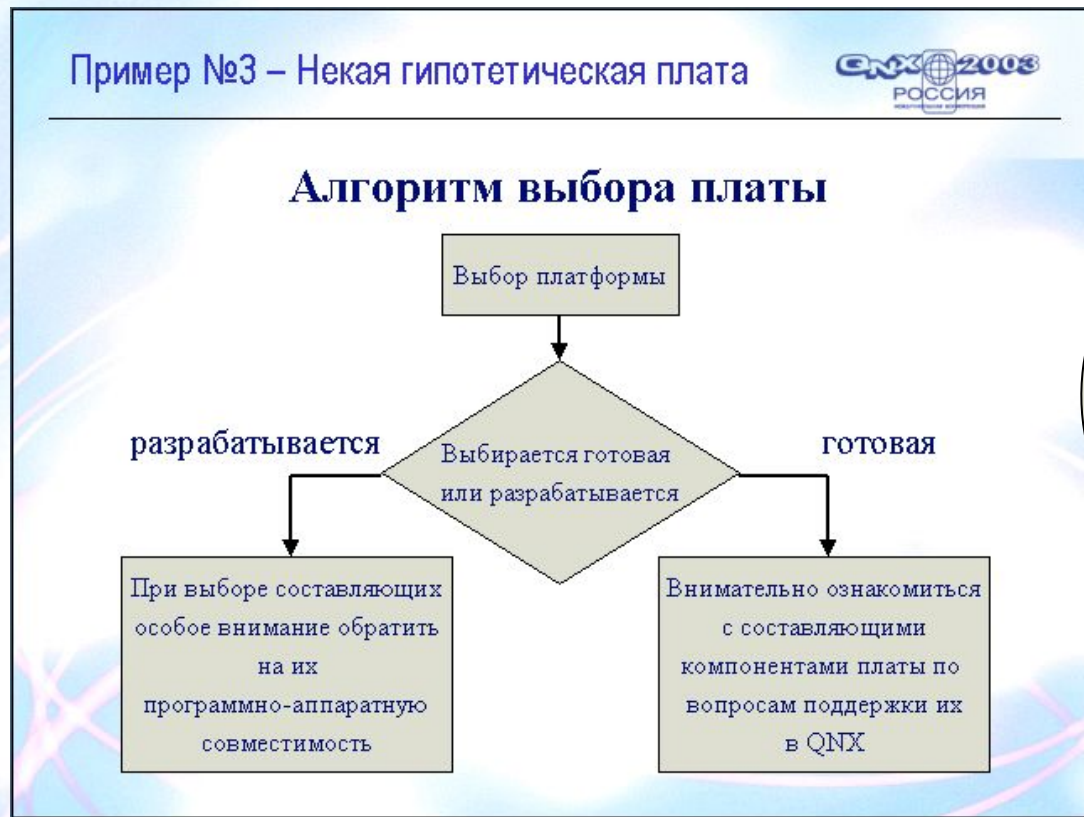 Пример №3 – Некая гипотетическая плата
QNX 2003
РОССИЯ
Алгоритм выбора платы
Выбор платформы
разрабатывается
готовая
Выбирается готовая
или разрабатывается
При выборе составляющих
особое внимание обратить
на их
программно-аппаратную
совместимость
Внимательно ознакомиться
с составляющими
компонентами платы по
вопросам поддержки их
в QNX